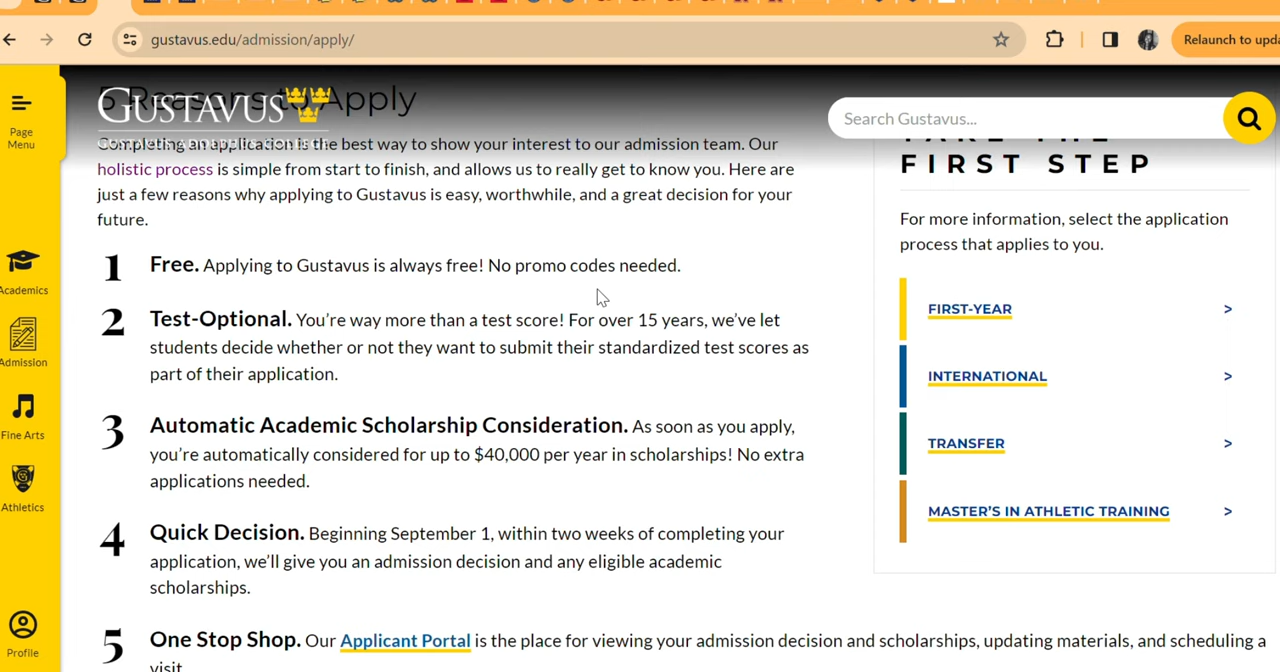 gustavus.edu/admission/apply/
Relaunch to upda
Page
Menu
5 Reasons to Apply
GUSTAVUS
Search Gustavus...
Completing an application is the best way to show your interest to our admission team. Our
holistic process is simple from start to finish, and allows us to really get to know you. Here are
just a few reasons why applying to Gustavus is easy, worthwhile, and a great decision for your
future.
1 Free. Applying to Gustavus is always free! No promo codes needed.
2 Test-Optional. You’re way more than a test score! For over 15 years, we’ve let
students decide whether or not they want to submit their standardized test scores as
part of their application.
3 Automatic Academic Scholarship Consideration. As soon as you apply,
you’re automatically considered for up to $40,000 per year in scholarships! No extra
applications needed.
4 Quick Decision. Beginning September 1, within two weeks of completing your
application, we’ll give you an admission decision and any eligible academic
scholarships.
5 One Stop Shop. Our Applicant Portal is the place for viewing your admission decision and scholarships, updating materials, and scheduling a
visit
TAKE THE
FIRST STEP
For more information, select the application
process that applies to you.
FIRST-YEAR >
INTERNATIONAL >
TRANSFER >
MASTER’S IN ATHLETIC TRAINING >
Academics
Admission
Fine Arts
Athletics
Profile